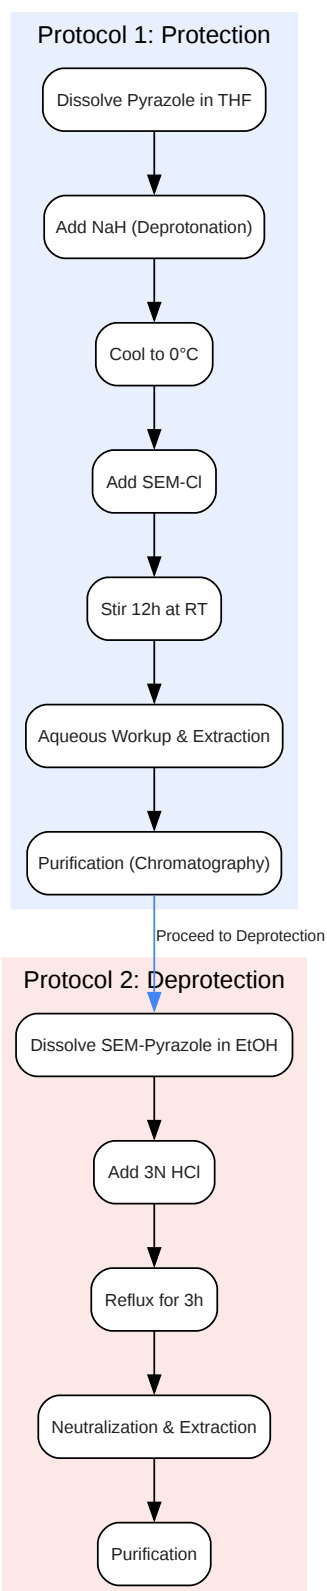 Protocol 1: Protection
Dissolve Pyrazole in THF
Add NaH (Deprotonation)
Cool to 0°C
Add SEM-Cl
Stir 12h at RT
Aqueous Workup & Extraction
Purification (Chromatography)
Proceed to Deprotection
Protocol 2: Deprotection
Dissolve SEM-Pyrazole in EtOH
Add 3N HCl
Reflux for 3h
Neutralization & Extraction
Purification